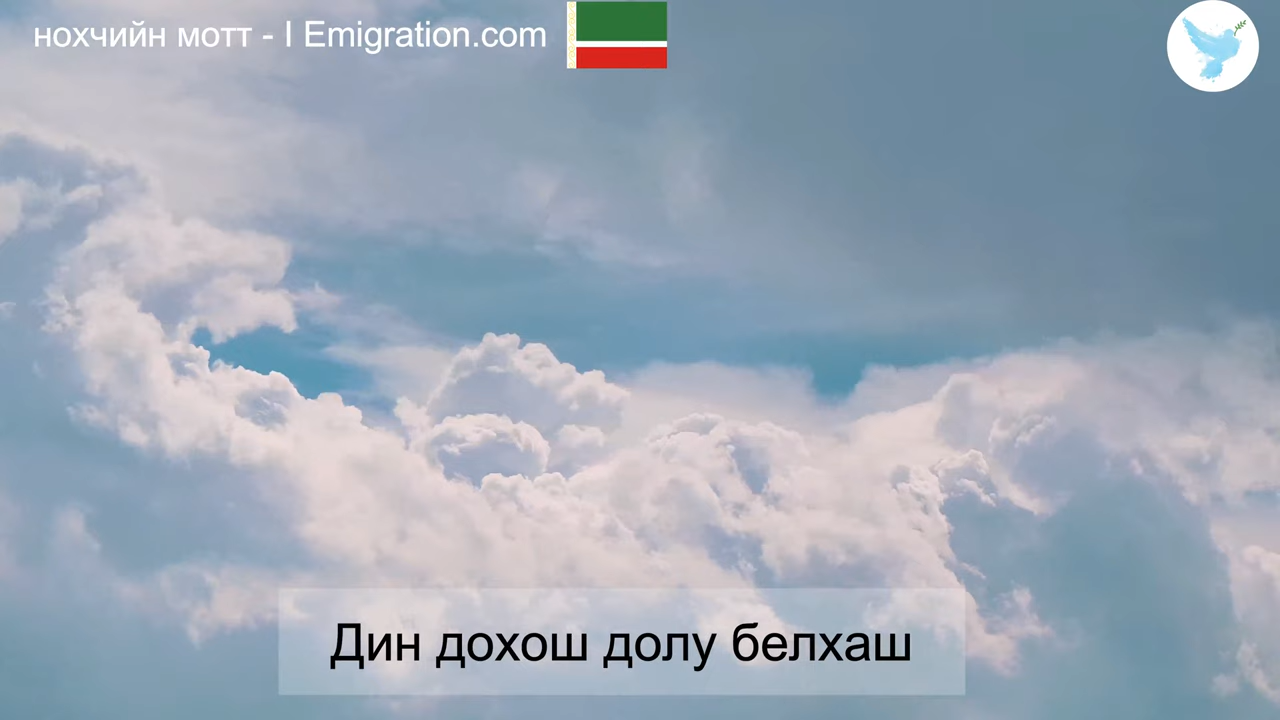 нохчийн мотт - I Emigration.com
Дин дохош долу белхаш